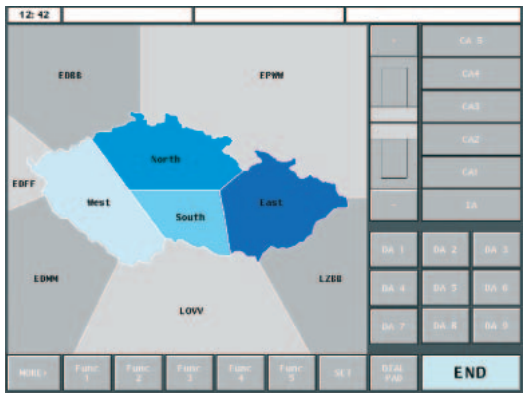 12:42
EDBB
EPWW
North
EDFF
West
East
South
EDMM
LZBB
LOVV
CA 5
CA4
CA3
CA2
CA1
IA
DA 1
DA 2
DA 3
DA 4
DA 5
DA 6
DA 7
DA 8
DA 9
MORE
Func 1
Func 2
Func 3
Func 4
Func 5
SET
DIAL PAD
END